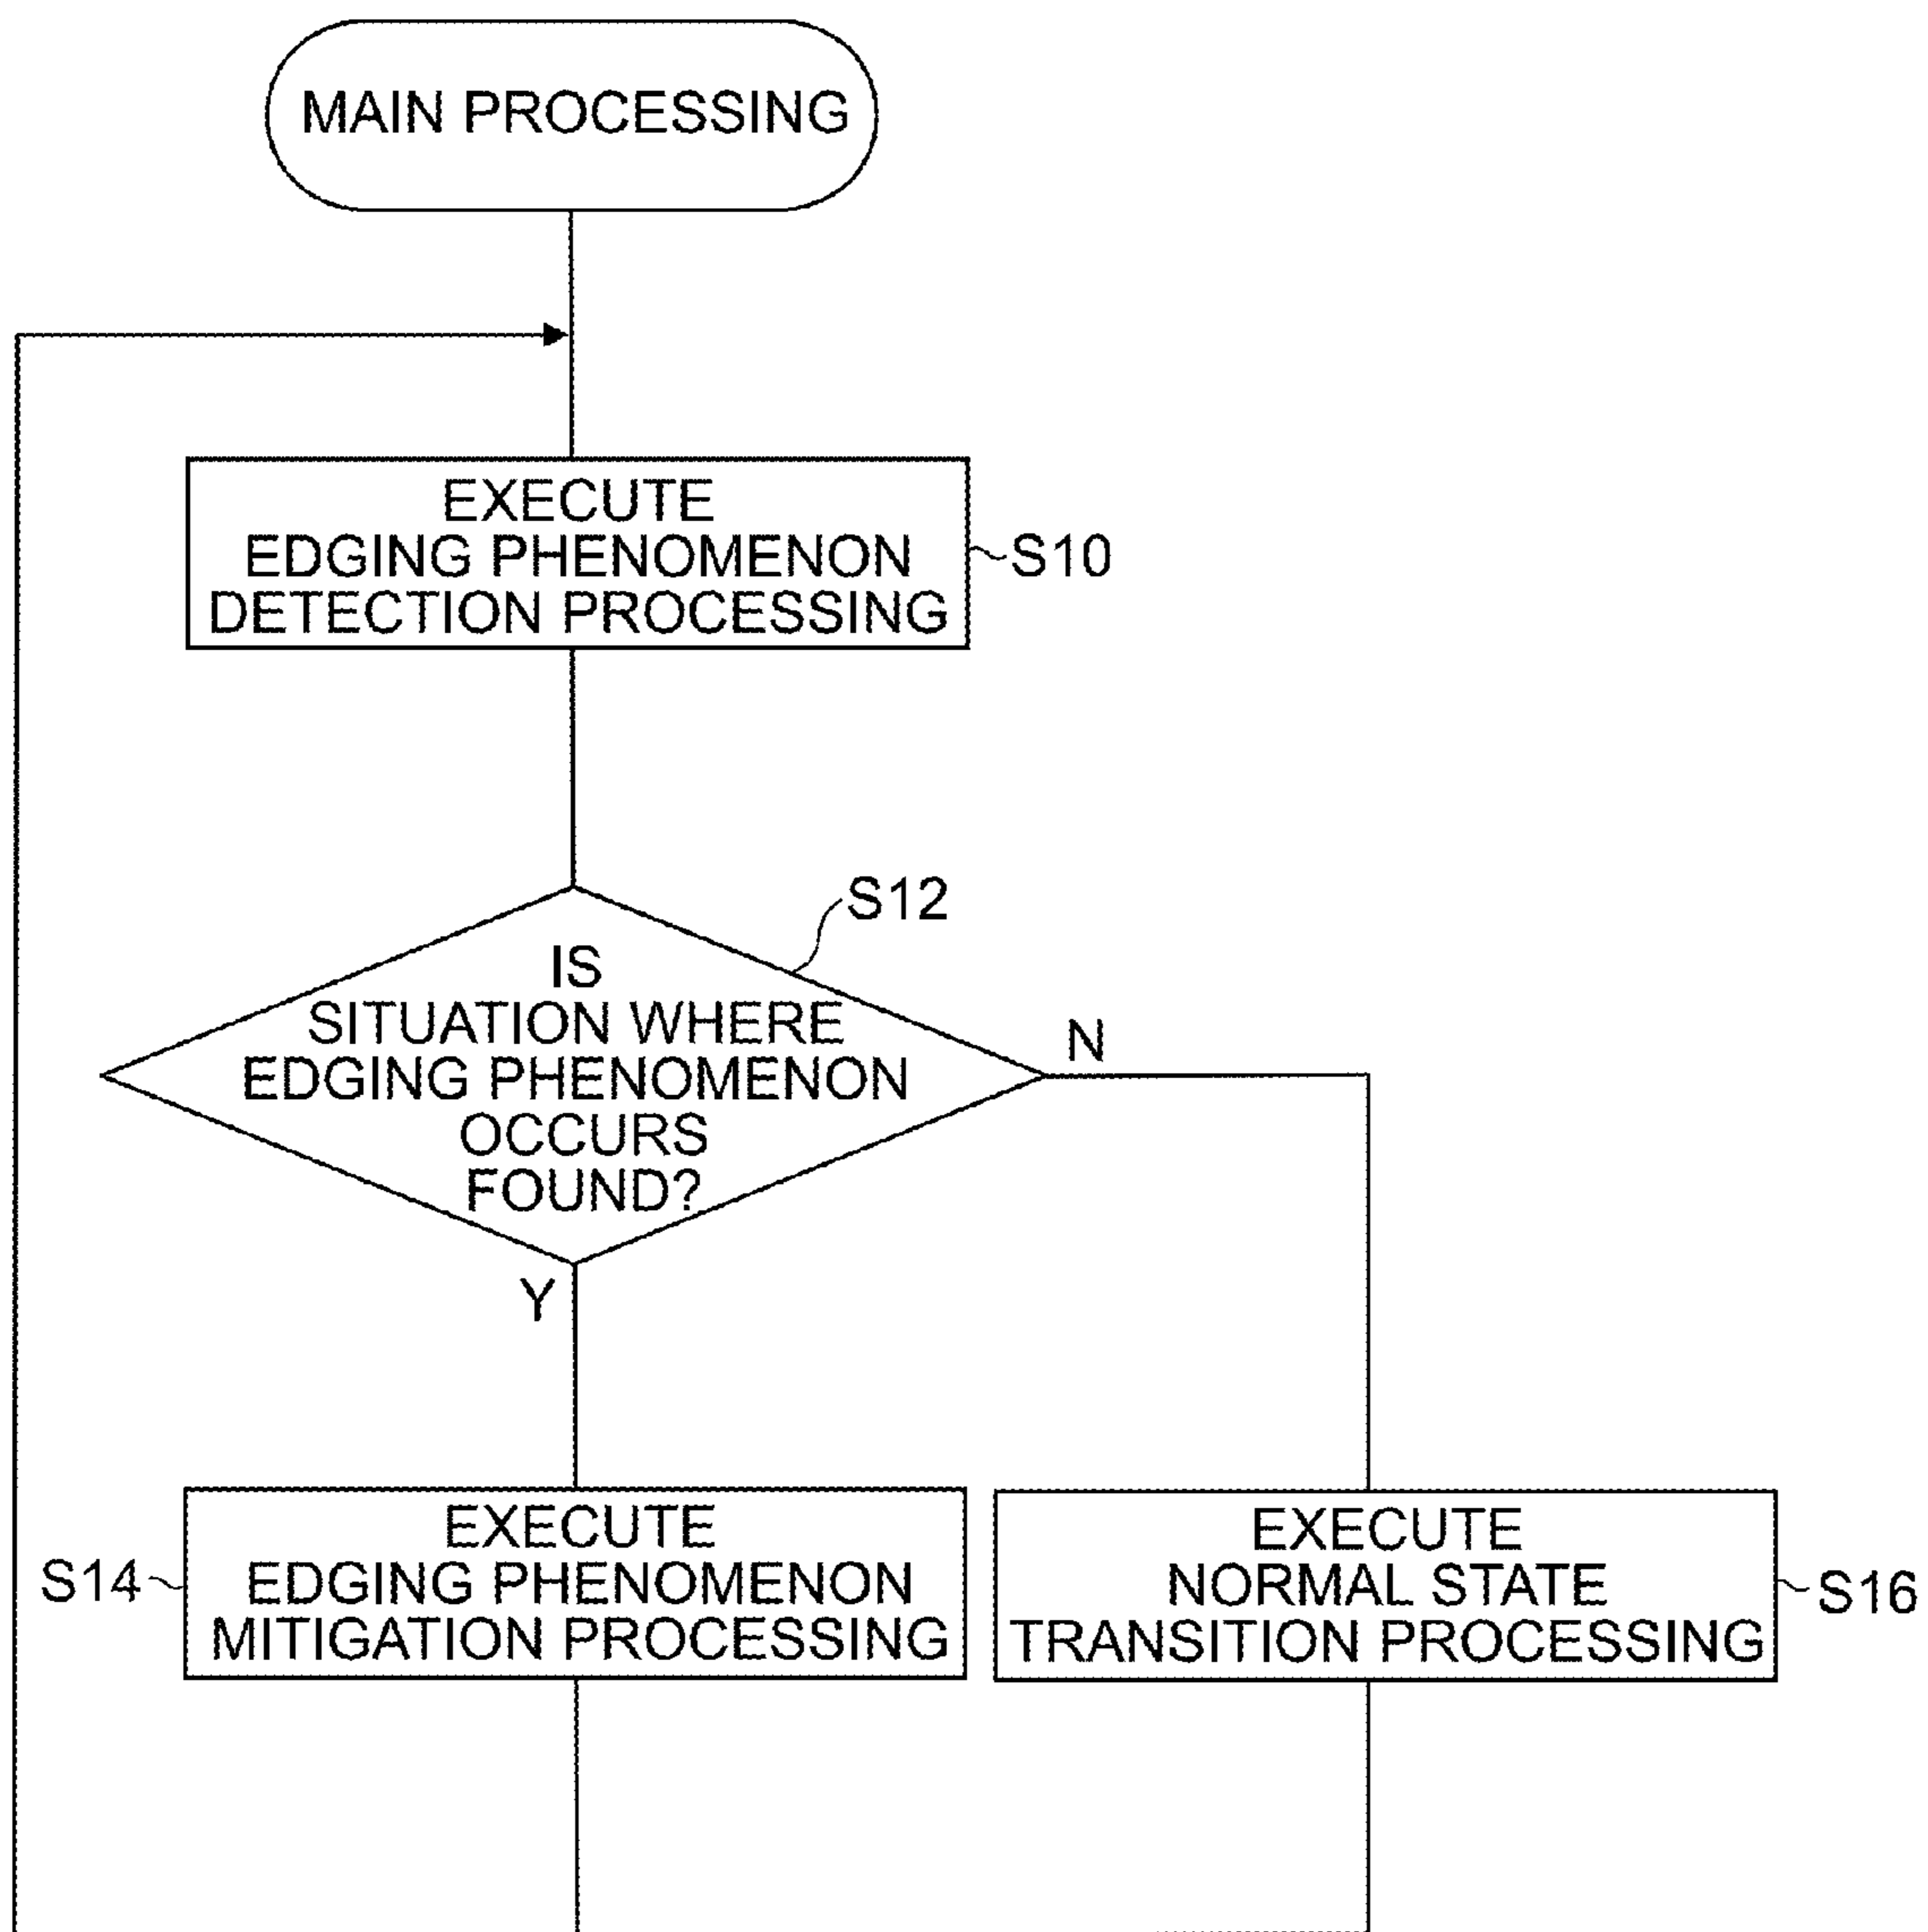 MAIN PROCESSING
EXECUTE
EDGING PHENOMENON
DETECTION PROCESSING
S10
S12
IS
SITUATION WHERE
EDGING PHENOMENON
OCCURS
FOUND?
N
Y
S14
EXECUTE
EDGING PHENOMENON
MITIGATION PROCESSING
EXECUTE
NORMAL STATE
TRANSITION PROCESSING
S16